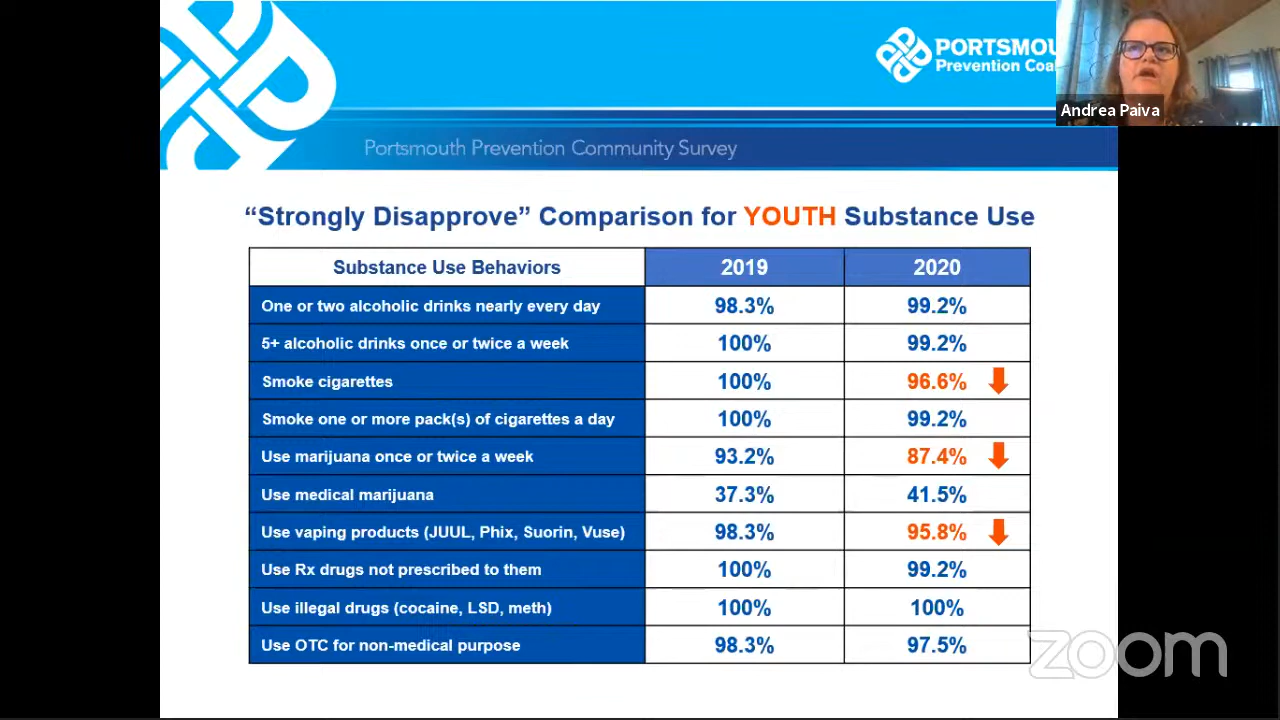 PORTSMOU
Prevention Coa
Andrea Paiva
Portsmouth Prevention Community Survey
“Strongly Disapprove” Comparison for YOUTH Substance Use
Substance Use Behaviors 2019 2020
One or two alcoholic drinks nearly every day 98.3% 99.2%
5+ alcoholic drinks once or twice a week 100% 99.2%
Smoke cigarettes 100% 96.6%
Smoke one or more pack(s) of cigarettes a day 100% 99.2%
Use marijuana once or twice a week 93.2% 87.4%
Use medical marijuana 37.3% 41.5%
Use vaping products (JUUL, Phix, Suorin, Vuse) 98.3% 95.8%
Use Rx drugs not prescribed to them 100% 99.2%
Use illegal drugs (cocaine, LSD, meth) 100% 100%
Use OTC for non-medical purpose 98.3% 97.5%
zoom